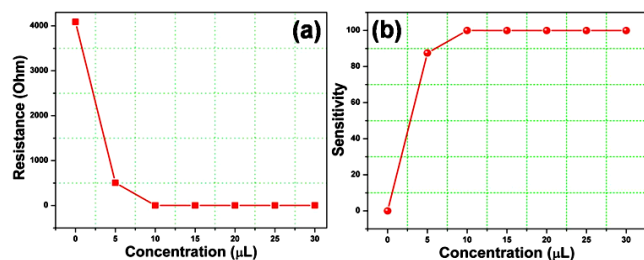 (a)
Resistance (Ohm)
4000
3000
2000
1000
0
0 5 10 15 20 25 30
Concentration (μL)
(b)
Sensitivity
100
80
60
40
20
0
0 5 10 15 20 25 30
Concentration (μL)